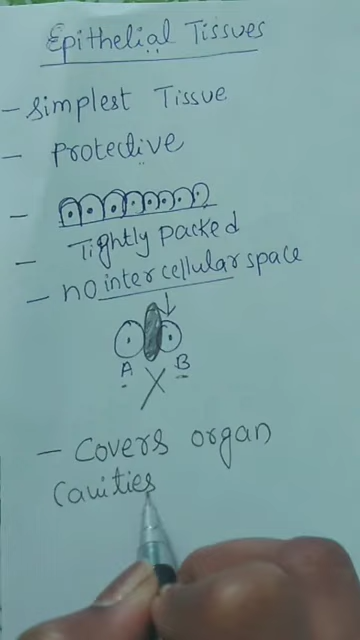 Epithelial Tissues
- Simplest Tissue
- Protective
-
- Tightly packed
- no intercellular space
A B
- Covers organ
Cavities